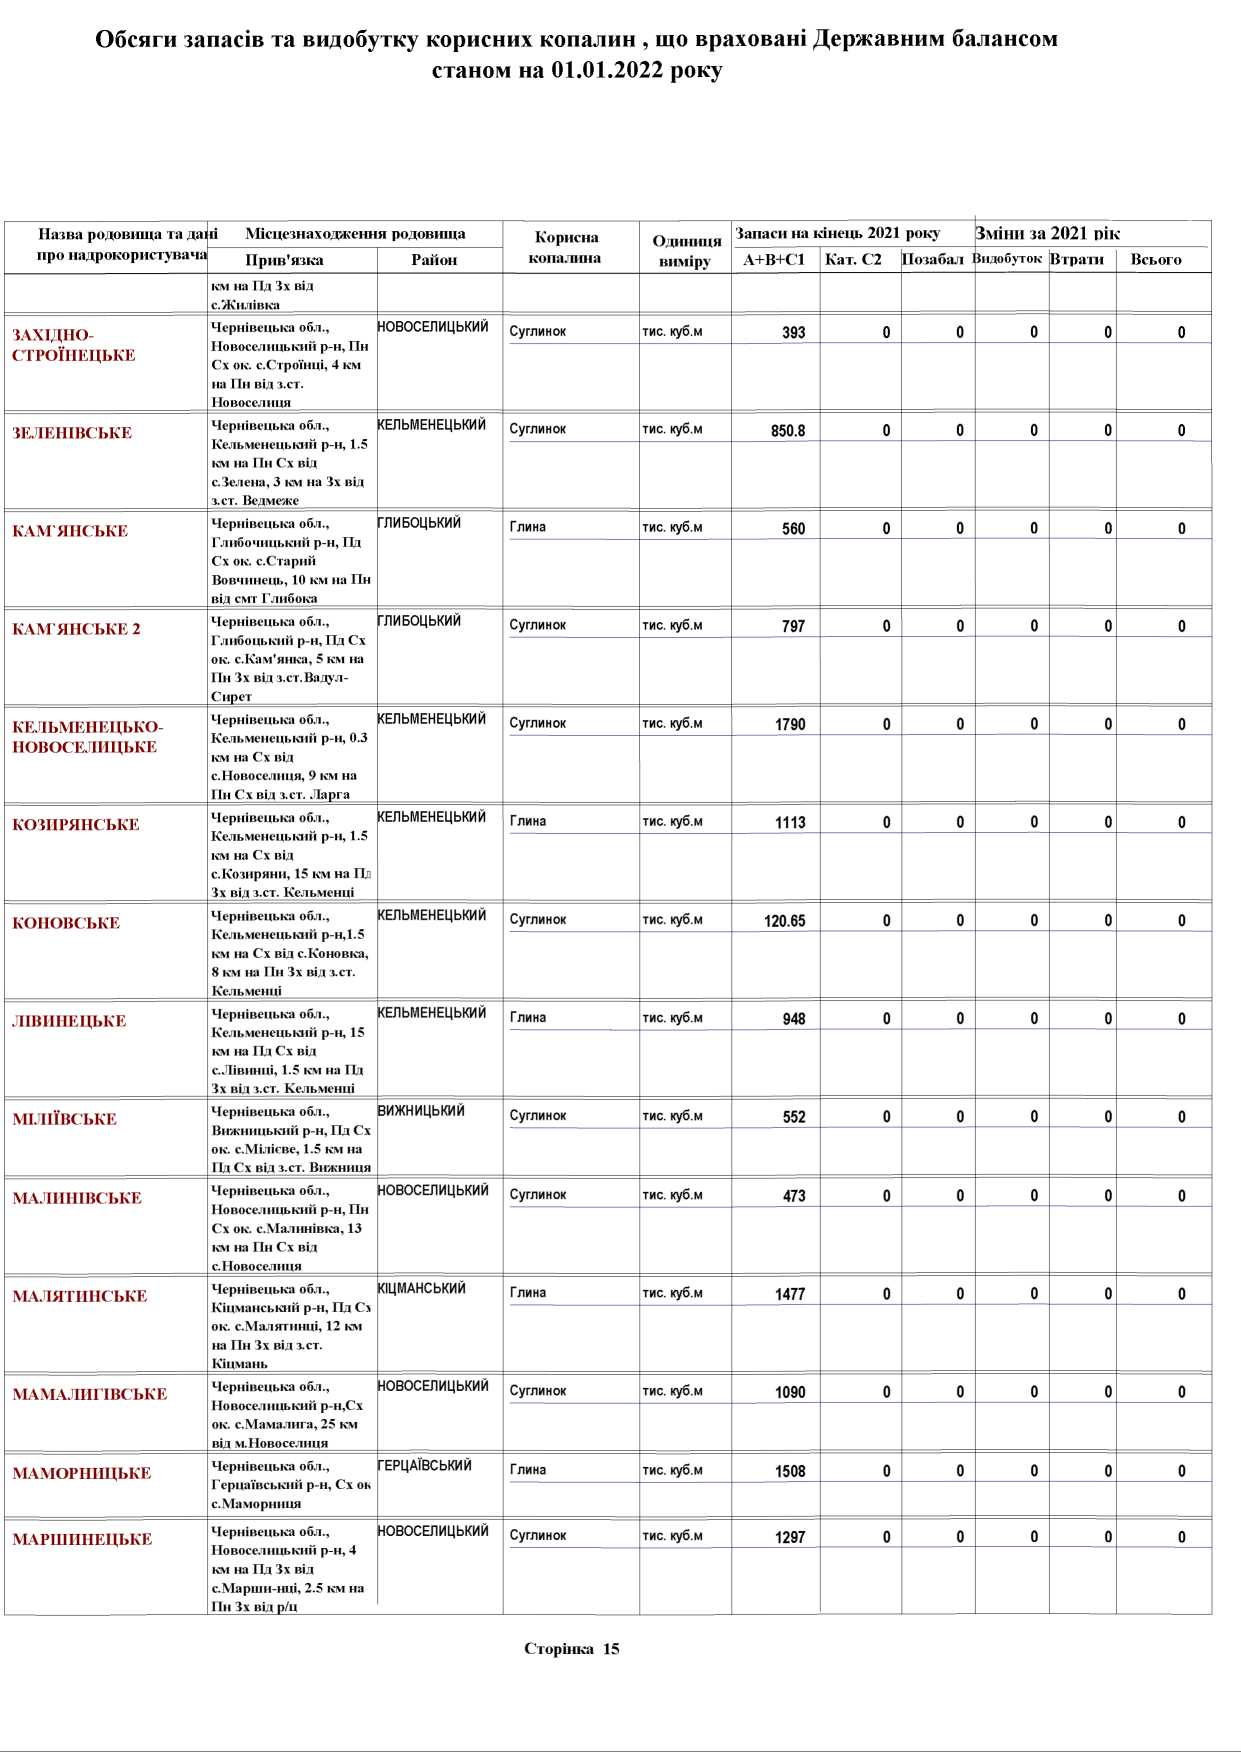 Обсяги запасів та видобутку корисних копалин , що враховані Державним балансом
станом на 01.01.2022 року
Назва родовища та дані
про надрокористувача
Місцезнаходження родовища
Прив'язка
Район
Корисна
копалина
Одиниця
виміру
Запаси на кінець 2021 року
Зміни за 2021 рік
А+В+С1
Кат. С2
Позабал
Видобуток
Втрати
Всього
км на Пд Зх від
с.Жилівка
ЗАХІДНО-
СТРОЇНЕЦЬКЕ
Чернівецька обл.,
Новоселицький р-н, Пн
Сх ок. с.Строїнці, 4 км
на Пн від з.ст.
Новоселиця
НОВОСЕЛИЦЬКИЙ
Суглинок
тис. куб.м
393 0 0 0 0 0
ЗЕЛЕНІВСЬКЕ
Чернівецька обл.,
Кельменецький р-н, 1.5
км на Пн Сх від
с.Зелена, 3 км на Зх від
з.ст. Ведмеже
КЕЛЬМЕНЕЦЬКИЙ
Суглинок
тис. куб.м
850.8 0 0 0 0 0
КАМ`ЯНСЬКЕ
Чернівецька обл.,
Глибочицький р-н, Пд
Сх ок. с.Старий
Вовчинець, 10 км на Пн
від смт Глибока
ГЛИБОЦЬКИЙ
Глина
тис. куб.м
560 0 0 0 0 0
КАМ`ЯНСЬКЕ 2
Чернівецька обл.,
Глибоцький р-н, Пд Сх
ок. с.Кам'янка, 5 км на
Пн Зх від з.ст.Вадул-
Сирет
ГЛИБОЦЬКИЙ
Суглинок
тис. куб.м
797 0 0 0 0 0
КЕЛЬМЕНЕЦЬКО-
НОВОСЕЛИЦЬКЕ
Чернівецька обл.,
Кельменецький р-н, 0.3
км на Сх від
с.Новоселиця, 9 км на
Пн Сх від з.ст. Ларга
КЕЛЬМЕНЕЦЬКИЙ
Суглинок
тис. куб.м
1790 0 0 0 0 0
КОЗИРЯНСЬКЕ
Чернівецька обл.,
Кельменецький р-н, 1.5
км на Сх від
с.Козиряни, 15 км на Пд
Зх від з.ст. Кельменці
КЕЛЬМЕНЕЦЬКИЙ
Глина
тис. куб.м
1113 0 0 0 0 0
КОНОВСЬКЕ
Чернівецька обл.,
Кельменецький р-н,1.5
км на Сх від с.Коновка,
8 км на Пн Зх від з.ст.
Кельменці
КЕЛЬМЕНЕЦЬКИЙ
Суглинок
тис. куб.м
120.65 0 0 0 0 0
ЛІВИНЕЦЬКЕ
Чернівецька обл.,
Кельменецький р-н, 15
км на Пд Сх від
с.Лівинці, 1.5 км на Пд
Зх від з.ст. Кельменці
КЕЛЬМЕНЕЦЬКИЙ
Глина
тис. куб.м
948 0 0 0 0 0
МІЛІЇВСЬКЕ
Чернівецька обл.,
Вижницький р-н, Пд Сх
ок. с.Мілієве, 1.5 км на
Пд Сх від з.ст. Вижниця
ВИЖНИЦЬКИЙ
Суглинок
тис. куб.м
552 0 0 0 0 0
МАЛИНІВСЬКЕ
Чернівецька обл.,
Новоселицький р-н, Пн
Сх ок. с.Малинівка, 13
км на Пн Сх від
с.Новоселиця
НОВОСЕЛИЦЬКИЙ
Суглинок
тис. куб.м
473 0 0 0 0 0
МАЛЯТИНСЬКЕ
Чернівецька обл.,
Кіцманський р-н, Пд Сх
ок. с.Малятинці, 12 км
на Пн Зх від з.ст.
Кіцмань
КІЦМАНСЬКИЙ
Глина
тис. куб.м
1477 0 0 0 0 0
МАМАЛИГІВСЬКЕ
Чернівецька обл.,
Новоселицький р-н,Сх
ок. с.Мамалига, 25 км
від м.Новоселиця
НОВОСЕЛИЦЬКИЙ
Суглинок
тис. куб.м
1090 0 0 0 0 0
МАМОРНИЦЬКЕ
Чернівецька обл.,
Герцаївський р-н, Сх ок
с.Маморниця
ГЕРЦАЇВСЬКИЙ
Глина
тис. куб.м
1508 0 0 0 0 0
МАРШИНЕЦЬКЕ
Чернівецька обл.,
Новоселицький р-н, 4
км на Пд Зх від
с.Марши-нці, 2.5 км на
Пн Зх від р/ц
НОВОСЕЛИЦЬКИЙ
Суглинок
тис. куб.м
1297 0 0 0 0 0
Сторінка 15